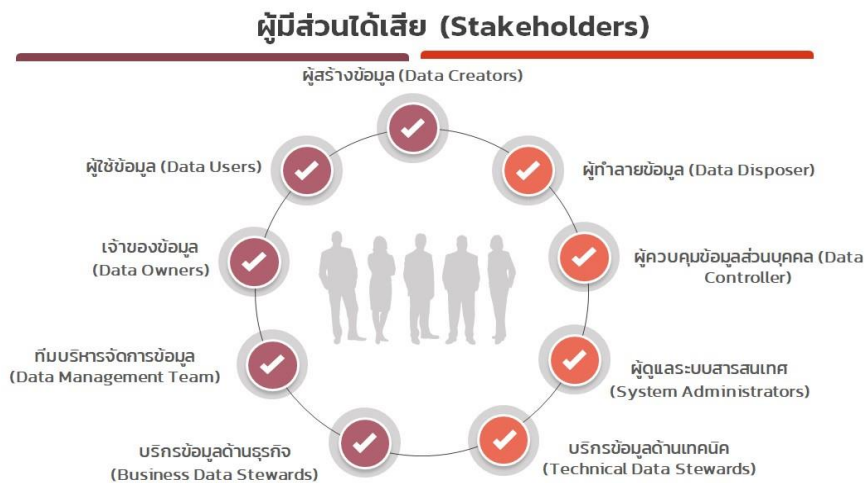 ผู้มีส่วนได้เสีย (Stakeholders)
ผู้สร้างข้อมูล (Data Creators)
ผู้ใช้ข้อมูล (Data Users)
ผู้ทำลายข้อมูล (Data Disposer)
เจ้าของข้อมูล
(Data Owners)
ผู้ควบคุมข้อมูลส่วนบุคคล (Data
Controller)
ทีมบริหารจัดการข้อมูล
(Data Management Team)
ผู้ดูแลระบบสารสนเทศ
(System Administrators)
บริกรข้อมูลด้านธุรกิจ
(Business Data Stewards)
บริกรข้อมูลด้านเทคนิค
(Technical Data Stewards)